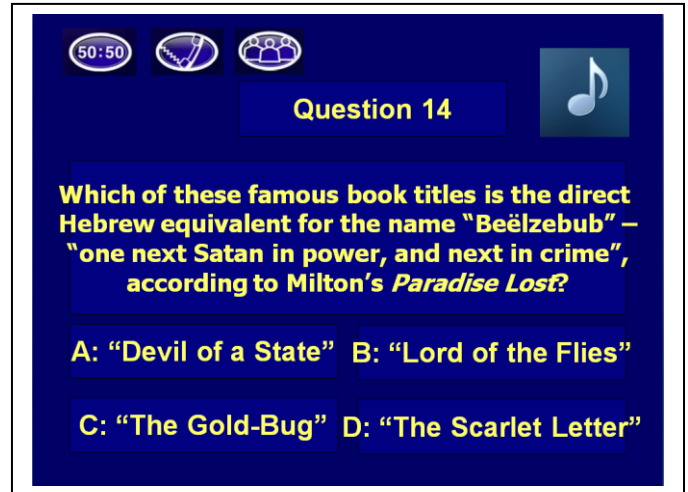 50:50
Question 14
Which of these famous book titles is the direct
Hebrew equivalent for the name “Beëlzebub” –
“one next Satan in power, and next in crime”,
according to Milton’s Paradise Lost?
A: “Devil of a State”
B: “Lord of the Flies”
C: “The Gold-Bug”
D: “The Scarlet Letter”